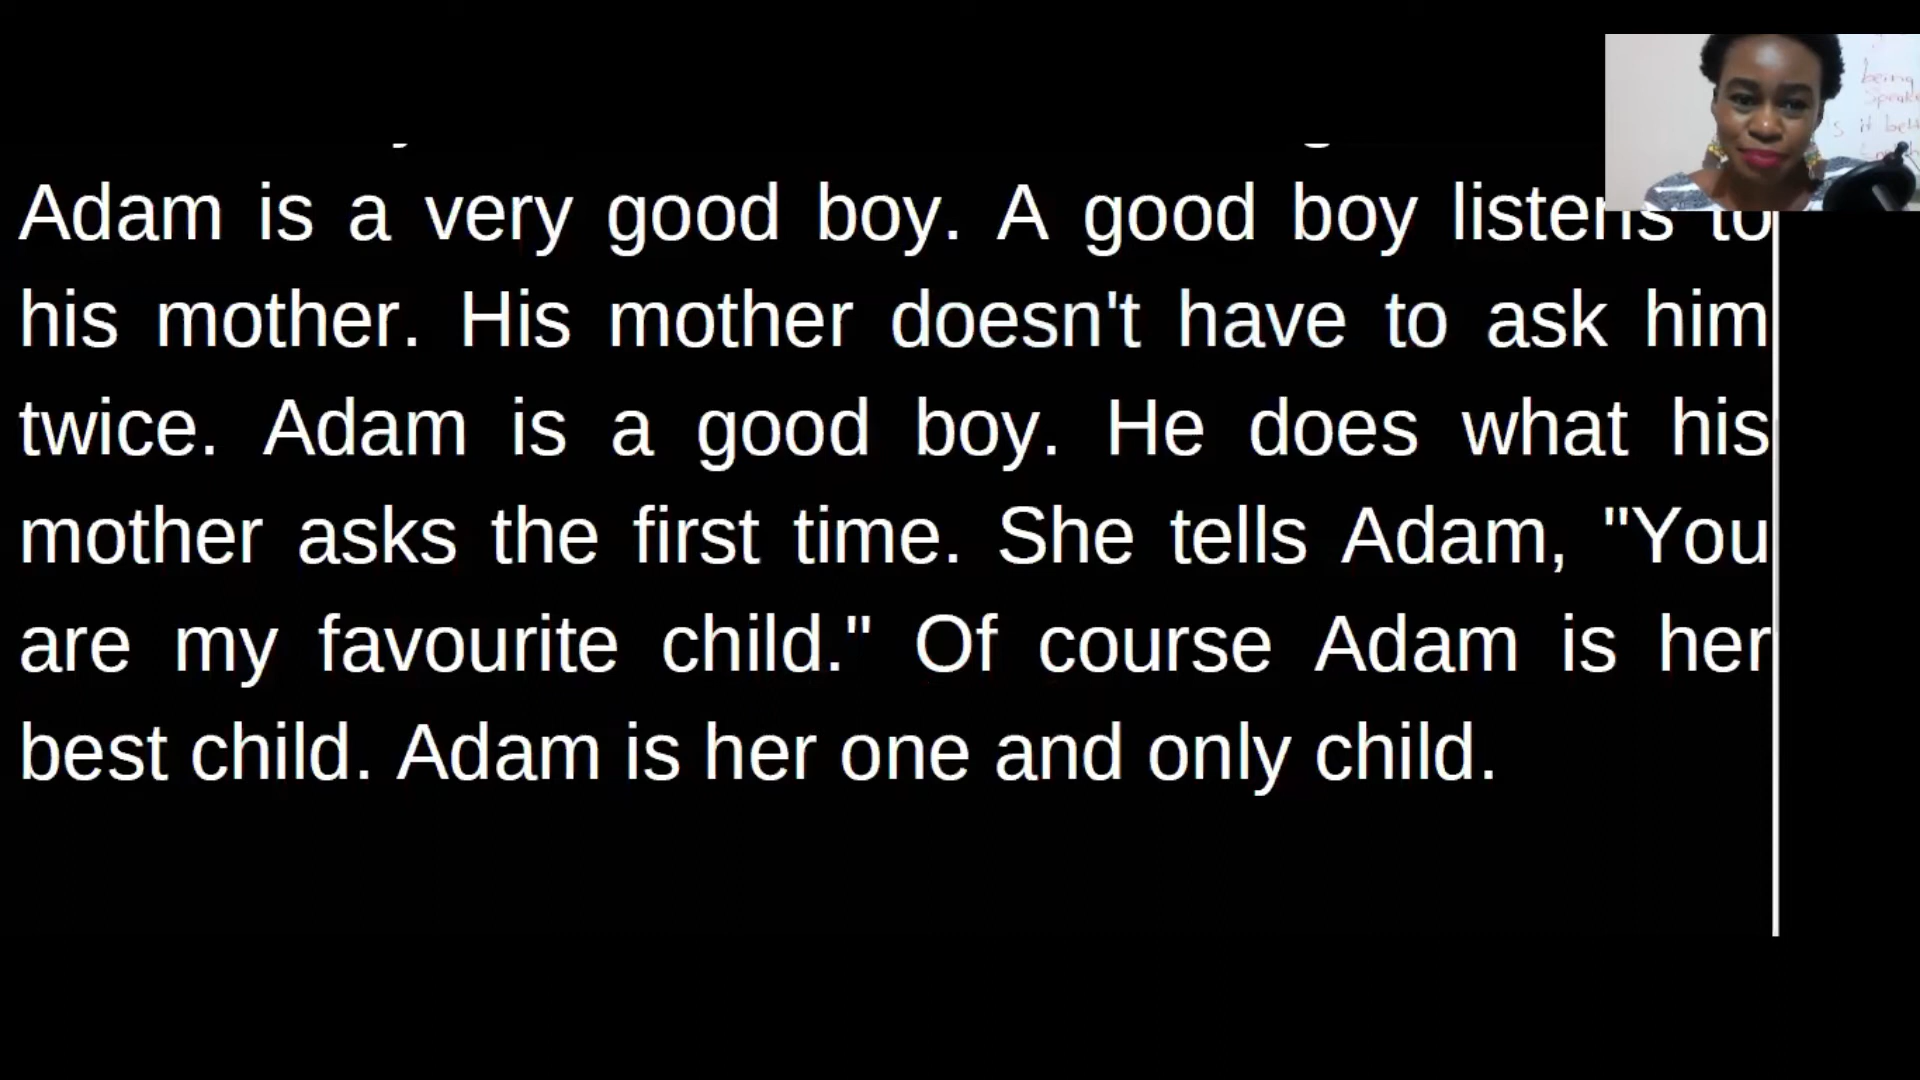 being
Adam is a very good boy. A good boy listens to
his mother. His mother doesn't have to ask him
twice. Adam is a good boy. He does what his
mother asks the first time. She tells Adam, "You
are my favourite child." Of course Adam is her
best child. Adam is her one and only child.